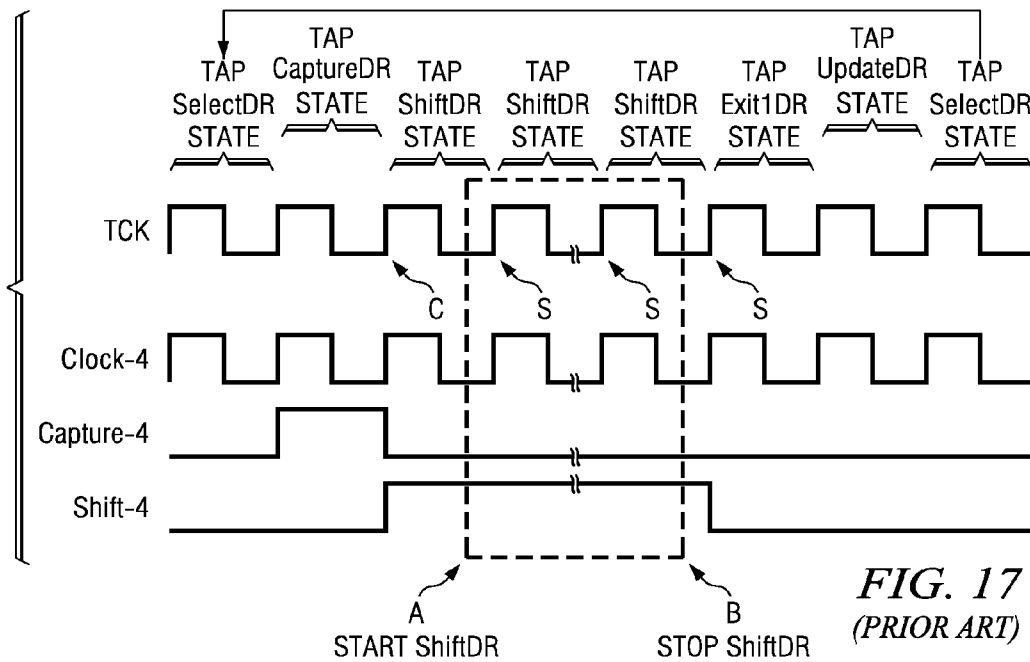 TAP
SelectDR
STATE
TAP
CaptureDR
STATE
TAP
ShiftDR
STATE
TAP
ShiftDR
STATE
TAP
ShiftDR
STATE
TAP
Exit1DR
STATE
TAP
UpdateDR
STATE
TAP
SelectDR
STATE
TCK
C
S
S
S
Clock-4
Capture-4
Shift-4
A
START ShiftDR
B
STOP ShiftDR
FIG. 17
(PRIOR ART)